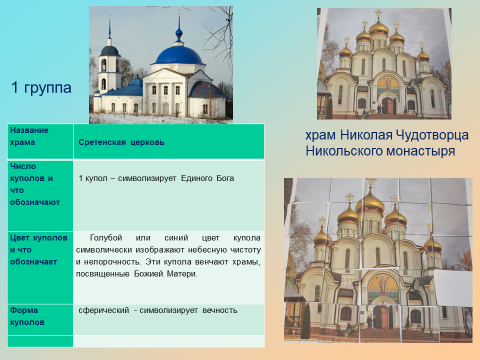 1 группа
Название
храма
Сретенская церковь
Число
куполов и
что
обозначают
1 купол – символизирует Единого Бога
Цвет куполов
и что
обозначает
Голубой или синий цвет купола
символически изображают небесную чистоту
и непорочность. Эти купола венчают храмы,
посвященные Божией Матери.
Форма
куполов
сферический - символизирует вечность
храм Николая Чудотворца
Никольского монастыря